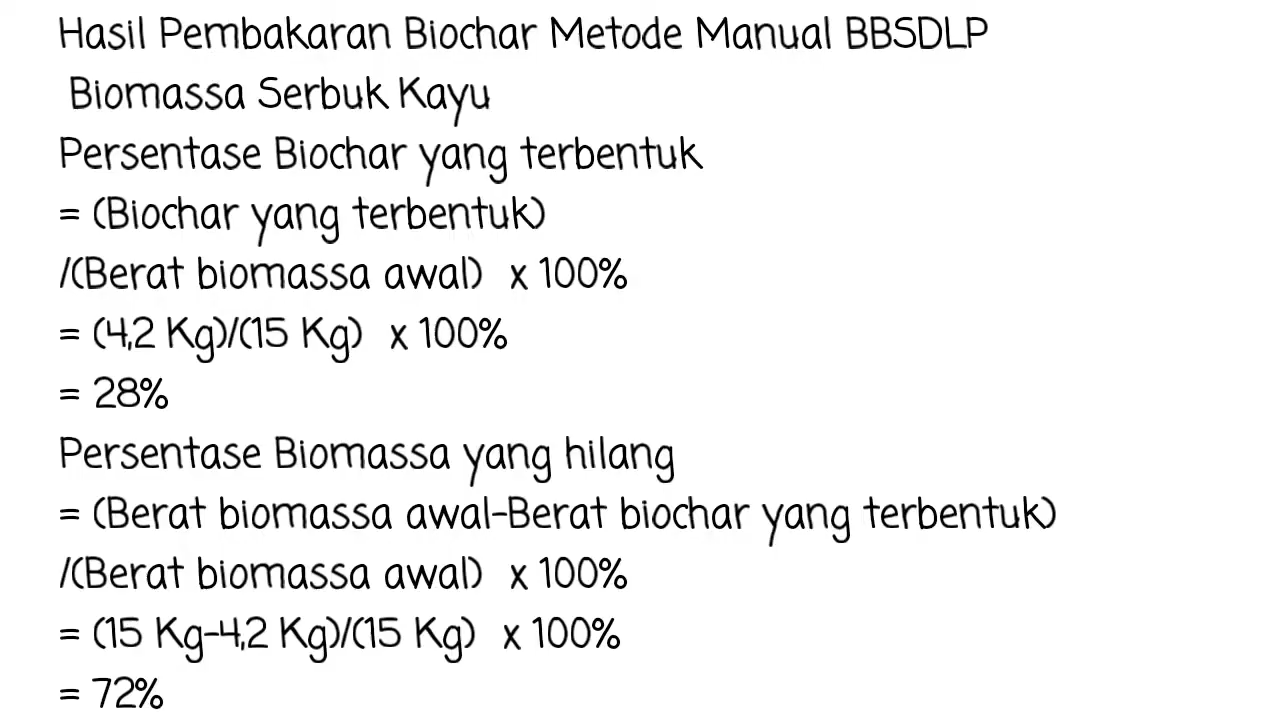 Hasil Pembakaran Biochar Metode Manual BBSDLP
Biomassa Serbuk Kayu
Persentase Biochar yang terbentuk
= (Biochar yang terbentuk)
/(Berat biomassa awal) x 100%
= (4,2 Kg)/(15 Kg) x 100%
= 28%
Persentase Biomassa yang hilang
= (Berat biomassa awal-Berat biochar yang terbentuk)
/(Berat biomassa awal) x 100%
= (15 Kg-4,2 Kg)/(15 Kg) x 100%
= 72%